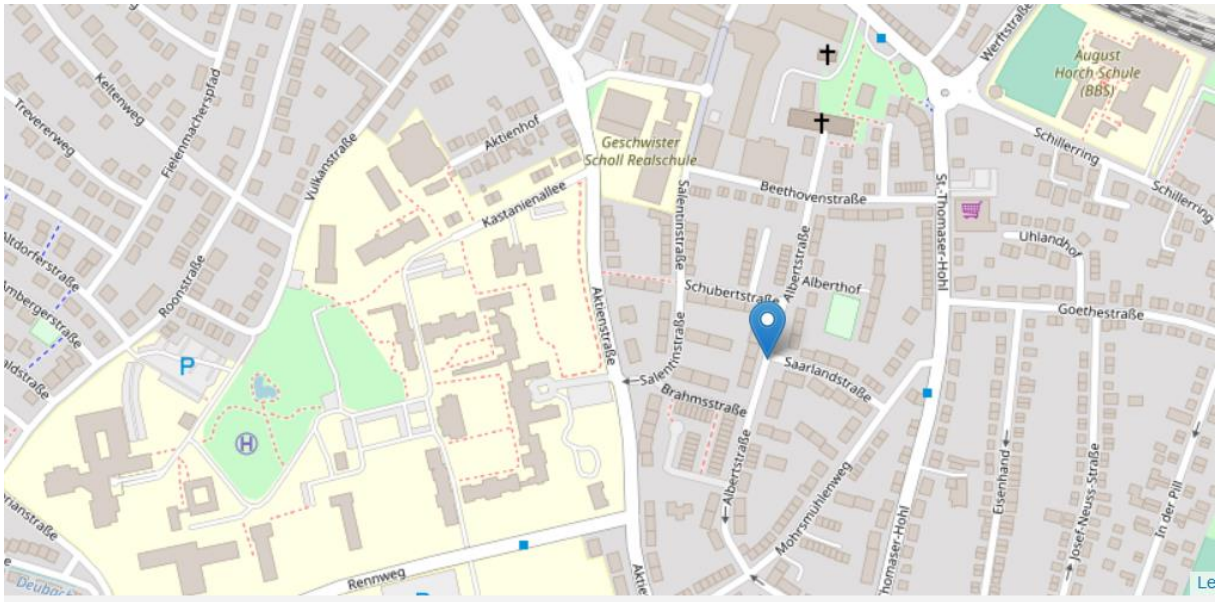 Werftstraße
August
Horch Schule
(BBS)
Keltenweg
Fielenmacherspfad
Trevererweg
Vulkanstraße
Aktienhof
Geschwister
Scholl Realschule
Schillerring
Schillerring
Kastanienallee
Beethovenstraße
Salentinstraße
St.-Thomaser-Hohl
Albertstraße
Uhlandhof
Altdorferstraße
Roonstraße
Ambergerstraße
Schubertstraße
Alberthof
Aktienstraße
Goethestraße
P
Salentinstraße
Saarlandstraße
Brahmsstraße
H
Albertstraße
Mohrsmühlenweg
Eisenhand
Josef-Neuss-Straße
In der Pill
Rennweg
Deubach
Le